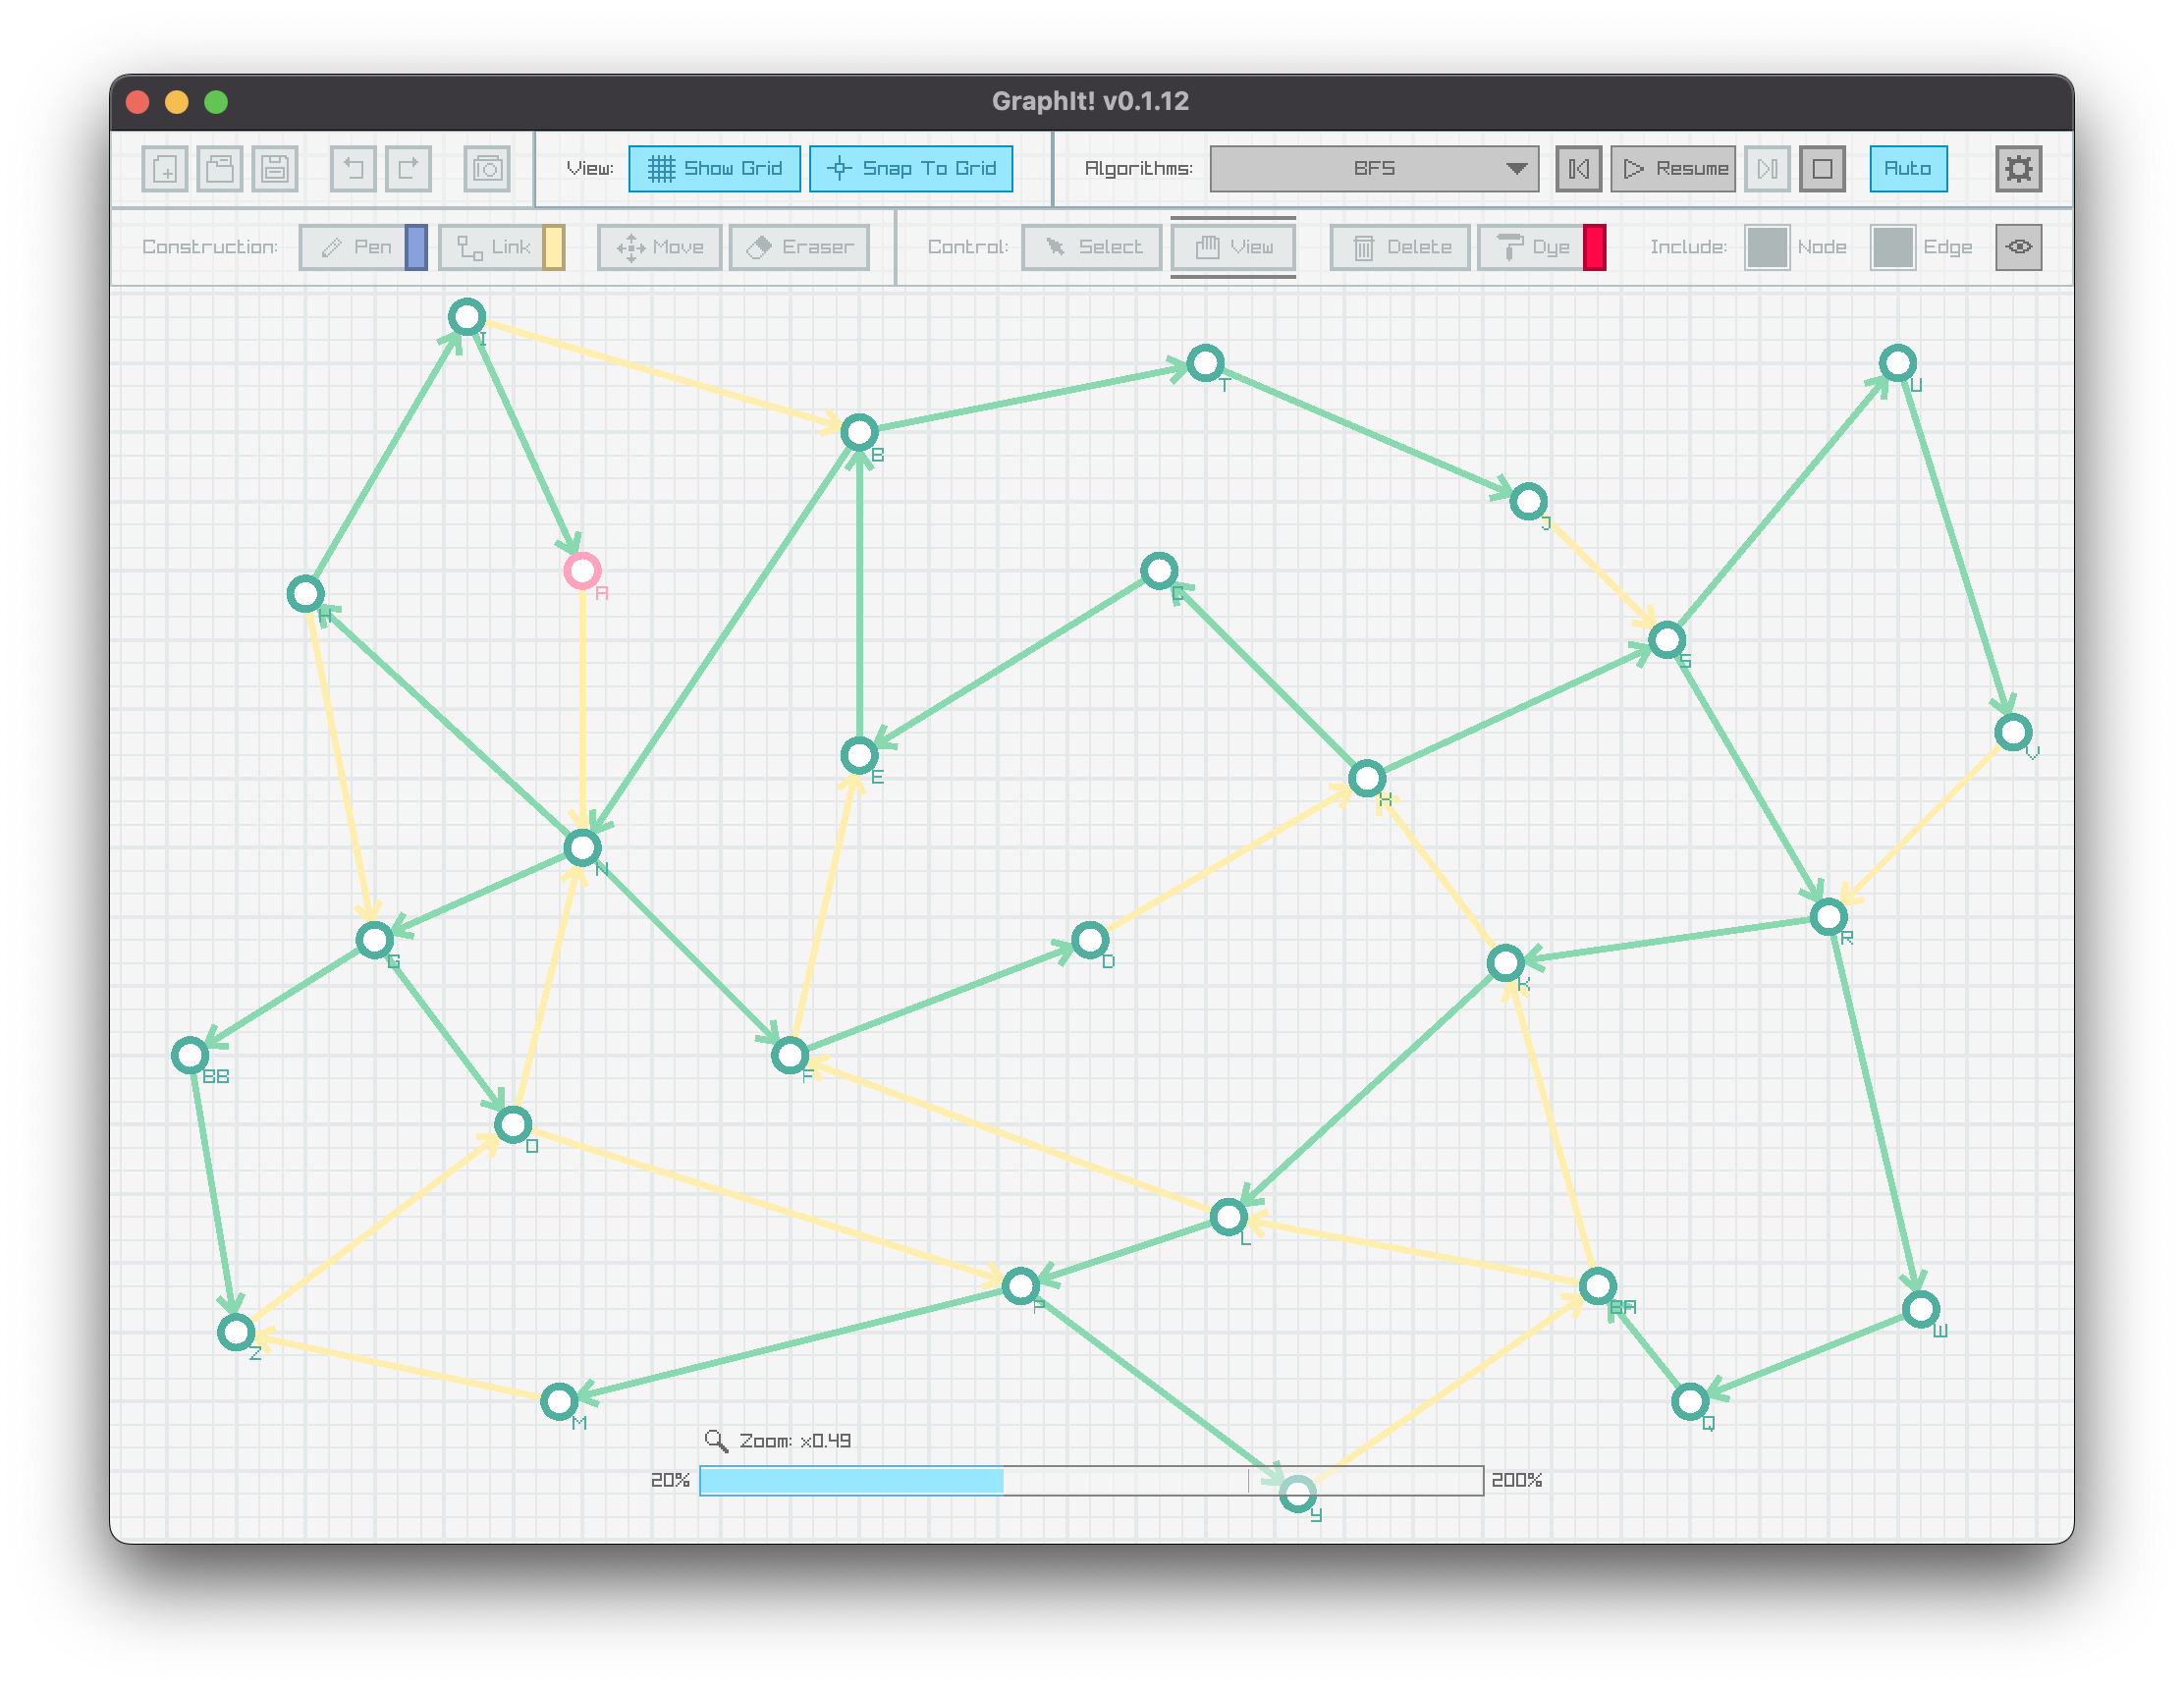 GraphIt! v0.1.12
View: Show Grid Snap To Grid Algorithms: BFS Resume Auto
Construction: Pen Link Move Eraser Control: Select View Delete Dye Include: Node Edge
I
T
U
B
J
A
C
H
S
V
E
X
N
R
G
D
K
BB
F
O
L
P
BA
W
Z
M
Q
Zoom: x0.49
20% 200%
Y